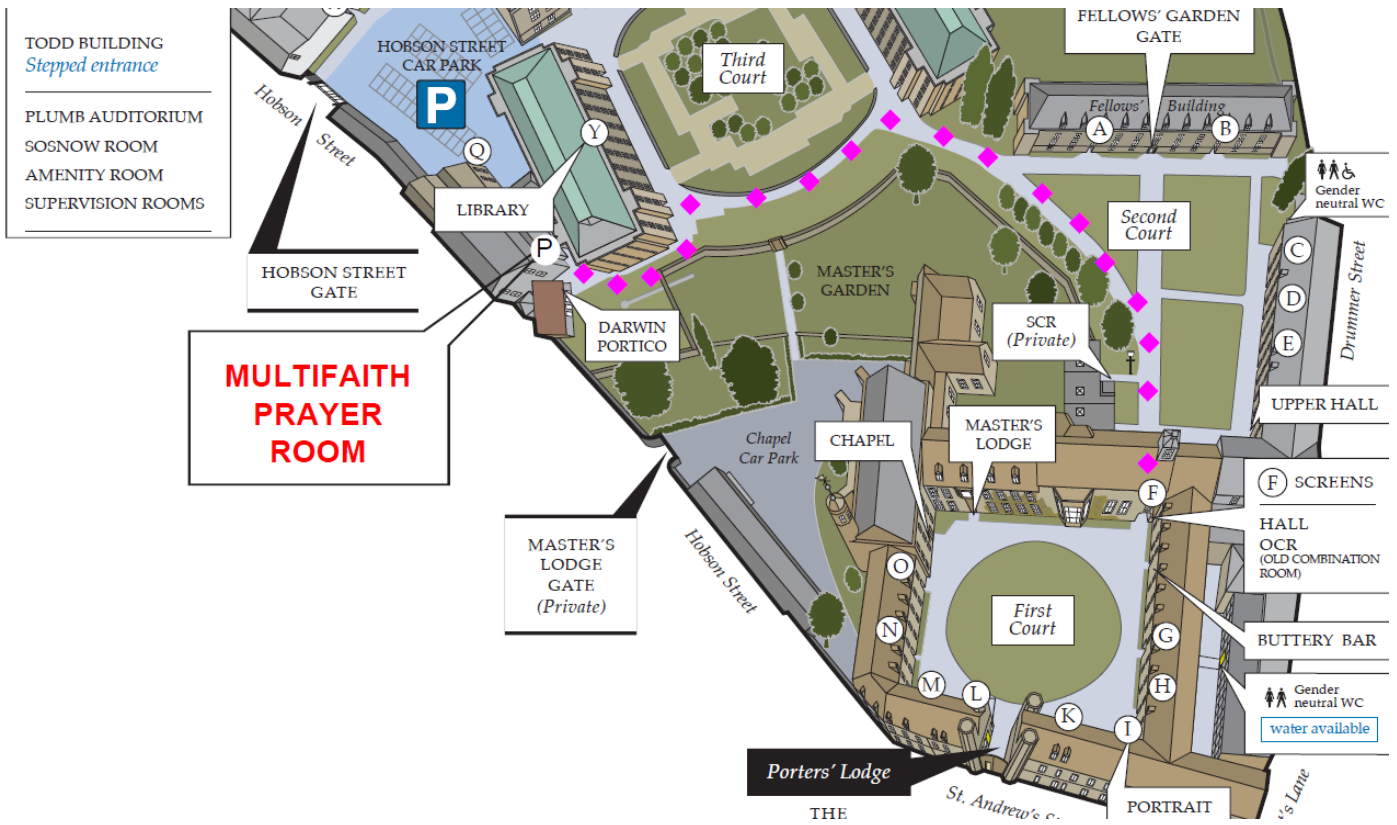 TODD BUILDING
Stepped entrance
PLUMB AUDITORIUM
SOSNOW ROOM
AMENITY ROOM
SUPERVISION ROOMS
HOBSON STREET
CAR PARK
P
Hobson
Street
Q
Y
LIBRARY
P
HOBSON STREET
GATE
DARWIN
PORTICO
MULTIFAITH
PRAYER
ROOM
Third
Court
FELLOWS' GARDEN
GATE
Fellows' Building
A
B
Gender
neutral WC
Second
Court
C
D
E
Drummer Street
MASTER'S
GARDEN
SCR
(Private)
UPPER HALL
Chapel
Car Park
CHAPEL
MASTER'S
LODGE
F
F SCREENS
HALL
OCR
(OLD COMBINATION
ROOM)
MASTER'S
LODGE
GATE
(Private)
Hobson Street
O
N
M
L
K
I
H
G
First
Court
BUTTERY BAR
Gender
neutral WC
water available
Porters' Lodge
THE
St. Andrew's
PORTRAIT
Lane